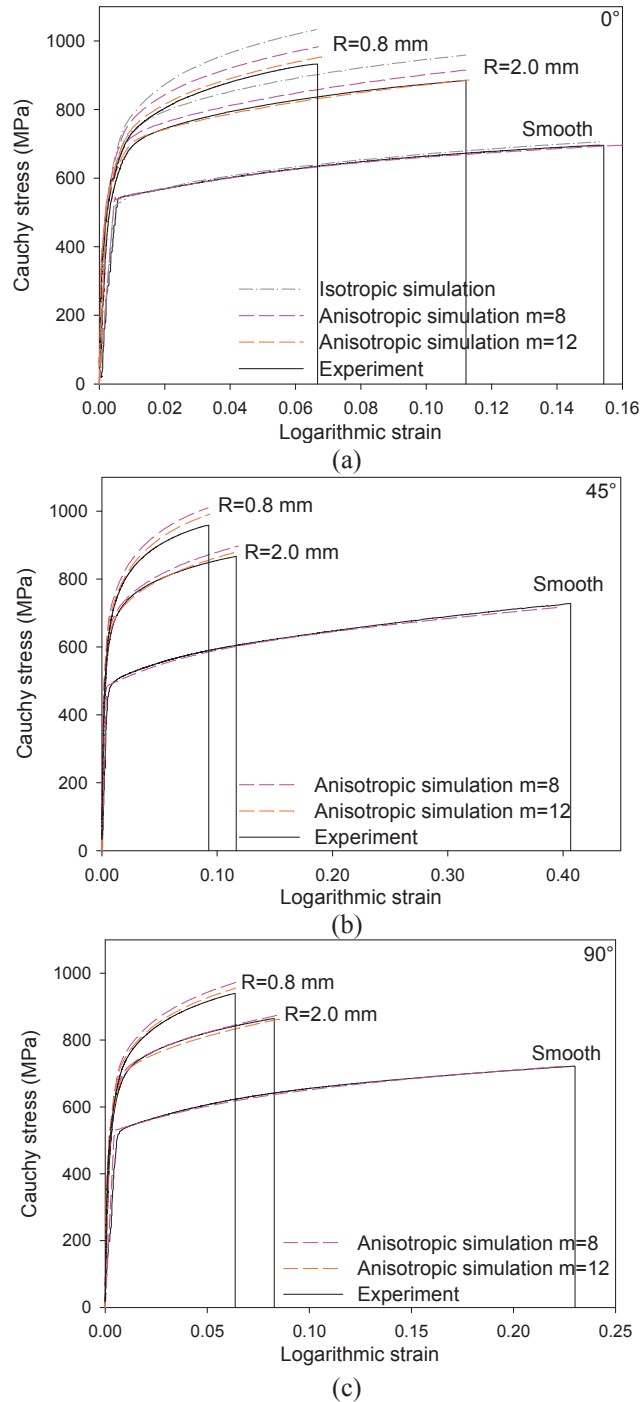 0°
1000
R=0.8 mm
R=2.0 mm
800
Smooth
600
Cauchy stress (MPa)
400
Isotropic simulation
Anisotropic simulation m=8
200
Anisotropic simulation m=12
Experiment
0
0.00 0.02 0.04 0.06 0.08 0.10 0.12 0.14 0.16
Logarithmic strain
(a)
45°
1000
R=0.8 mm
R=2.0 mm
800
Smooth
600
Cauchy stress (MPa)
400
200
Anisotropic simulation m=8
Anisotropic simulation m=12
Experiment
0
0.00 0.10 0.20 0.30 0.40
Logarithmic strain
(b)
90°
1000
R=0.8 mm
R=2.0 mm
800
Smooth
600
Cauchy stress (MPa)
400
200
Anisotropic simulation m=8
Anisotropic simulation m=12
Experiment
0
0.00 0.05 0.10 0.15 0.20 0.25
Logarithmic strain
(c)